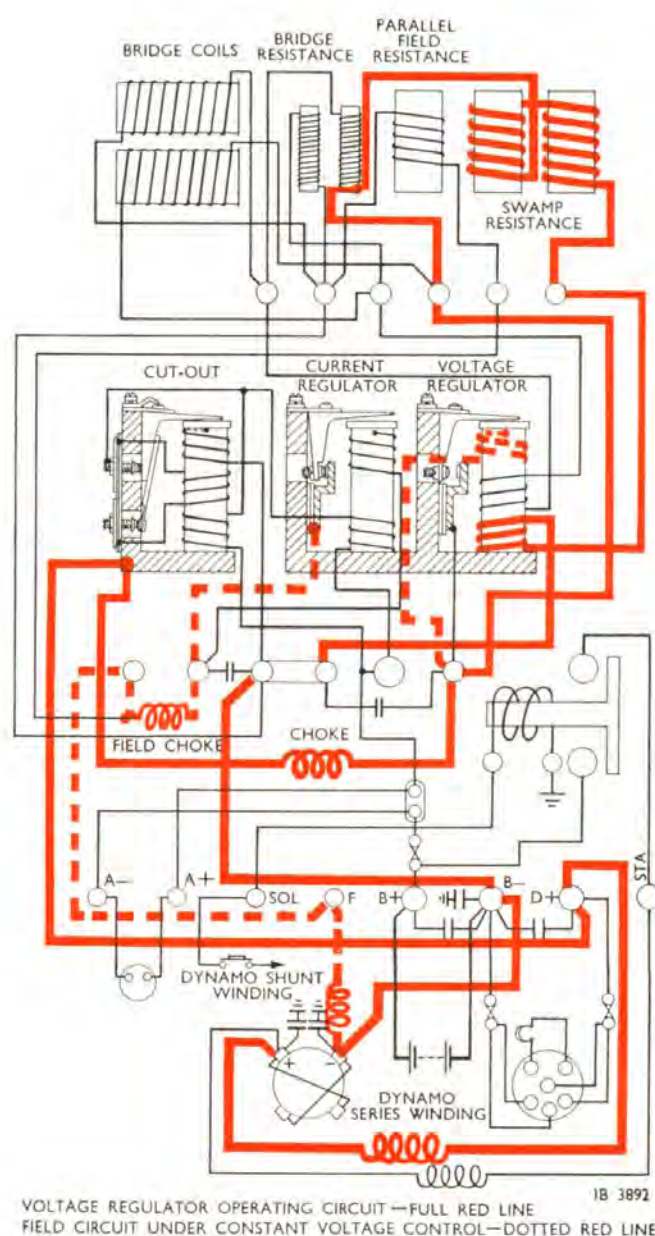 BRIDGE COILS
BRIDGE
RESISTANCE
PARALLEL
FIELD
RESISTANCE
SWAMP
RESISTANCE
CUT-OUT
CURRENT
REGULATOR
VOLTAGE
REGULATOR
FIELD CHOKE
CHOKE
A—
A+
SOL
F
B+
B—
D+
STA
DYNAMO SHUNT
WINDING
+
−
DYNAMO
SERIES WINDING
1B 3892
VOLTAGE REGULATOR OPERATING CIRCUIT—FULL RED LINE
FIELD CIRCUIT UNDER CONSTANT VOLTAGE CONTROL—DOTTED RED LINE